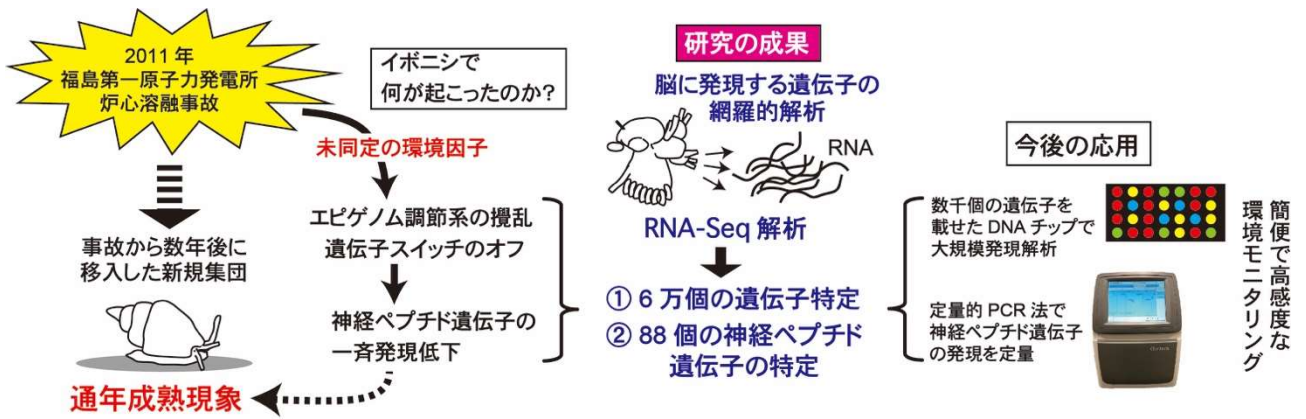 2011 年
福島第一原子力発電所
炉心溶融事故
イボニシで
何が起こったのか?
未同定の環境因子
エピゲノム調節系の攪乱
遺伝子スイッチのオフ
神経ペプチド遺伝子の
一斉発現低下
事故から数年後に
移入した新規集団
通年成熟現象
研究の成果
脳に発現する遺伝子の
網羅的解析
RNA
RNA-Seq 解析
① 6 万個の遺伝子特定
② 88 個の神経ペプチド
遺伝子の特定
今後の応用
数千個の遺伝子を
載せた DNA チップで
大規模発現解析
定量的 PCR 法で
神経ペプチド遺伝子
の発現を定量
簡便で高感度な
環境モニタリング